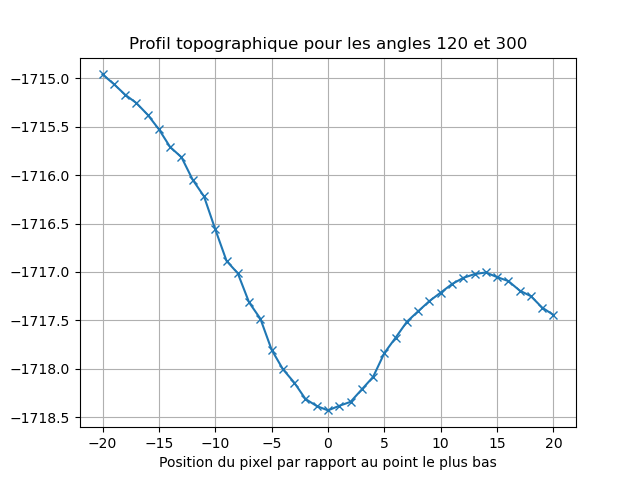 Profil topographique pour les angles 120 et 300
−1715.0
−1715.5
−1716.0
−1716.5
−1717.0
−1717.5
−1718.0
−1718.5
−20 −15 −10 −5 0 5 10 15 20
Position du pixel par rapport au point le plus bas